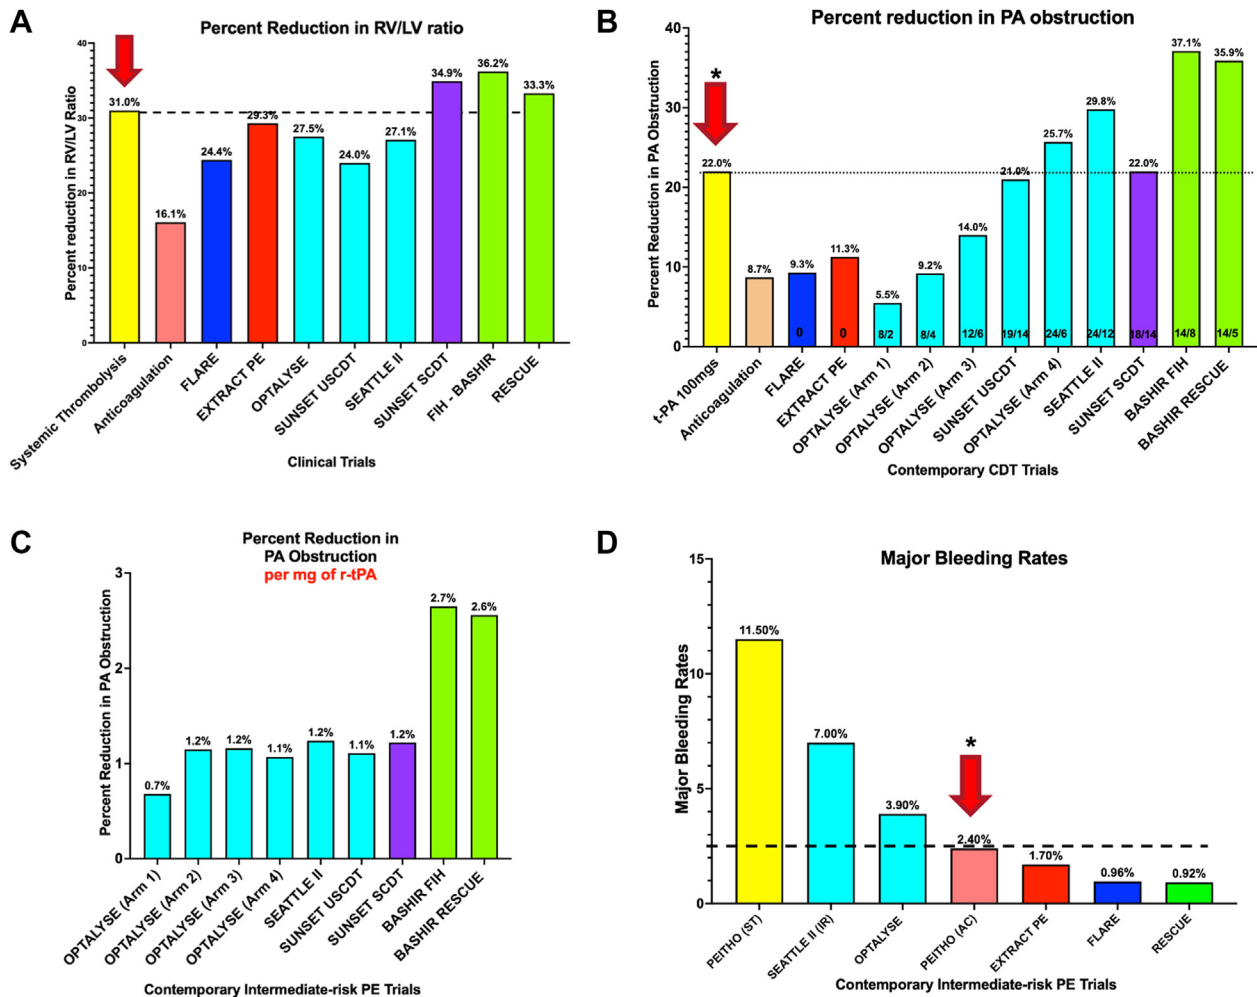 A
Percent Reduction in RV/LV ratio
Percent reduction in RV/LV Ratio
40
30
20
10
0
31.0%
16.1%
24.4%
29.3%
27.5%
24.0%
27.1%
34.9%
36.2%
33.3%
Systemic Thrombolysis
Anticoagulation
FLARE
EXTRACT PE
OPTALYSE
SUNSET USCDT
SEATTLE II
SUNSET SCDT
FIH - BASHIR
RESCUE
Clinical Trials
B
Percent reduction in PA obstruction
Percent Reduction in PA Obstruction
40
30
20
10
0
*
22.0%
8.7%
9.3%
11.3%
5.5%
9.2%
14.0%
21.0%
25.7%
29.8%
22.0%
37.1%
35.9%
0
0
8/2
8/4
12/6
19/14
24/6
24/12
18/14
14/8
14/5
t-PA 100mgs
Anticoagulation
FLARE
EXTRACT PE
OPTALYSE (Arm 1)
OPTALYSE (Arm 2)
OPTALYSE (Arm 3)
SUNSET USCDT
OPTALYSE (Arm 4)
SEATTLE II
SUNSET SCDT
BASHIR FIH
BASHIR RESCUE
Contemporary CDT Trials
C
Percent Reduction in
PA Obstruction
per mg of r-tPA
Percent Reduction in PA Obstruction
3
2
1
0
0.7%
1.2%
1.2%
1.1%
1.2%
1.1%
1.2%
2.7%
2.6%
OPTALYSE (Arm 1)
OPTALYSE (Arm 2)
OPTALYSE (Arm 3)
OPTALYSE (Arm 4)
SEATTLE II
SUNSET USCDT
SUNSET SCDT
BASHIR FIH
BASHIR RESCUE
Contemporary Intermediate-risk PE Trials
D
Major Bleeding Rates
Major Bleeding Rates
15
10
5
0
11.50%
7.00%
3.90%
*
2.40%
1.70%
0.96%
0.92%
PEITHO (ST)
SEATTLE II (IR)
OPTALYSE
PEITHO (AC)
EXTRACT PE
FLARE
RESCUE
Contemporary Intermediate-risk PE Trials